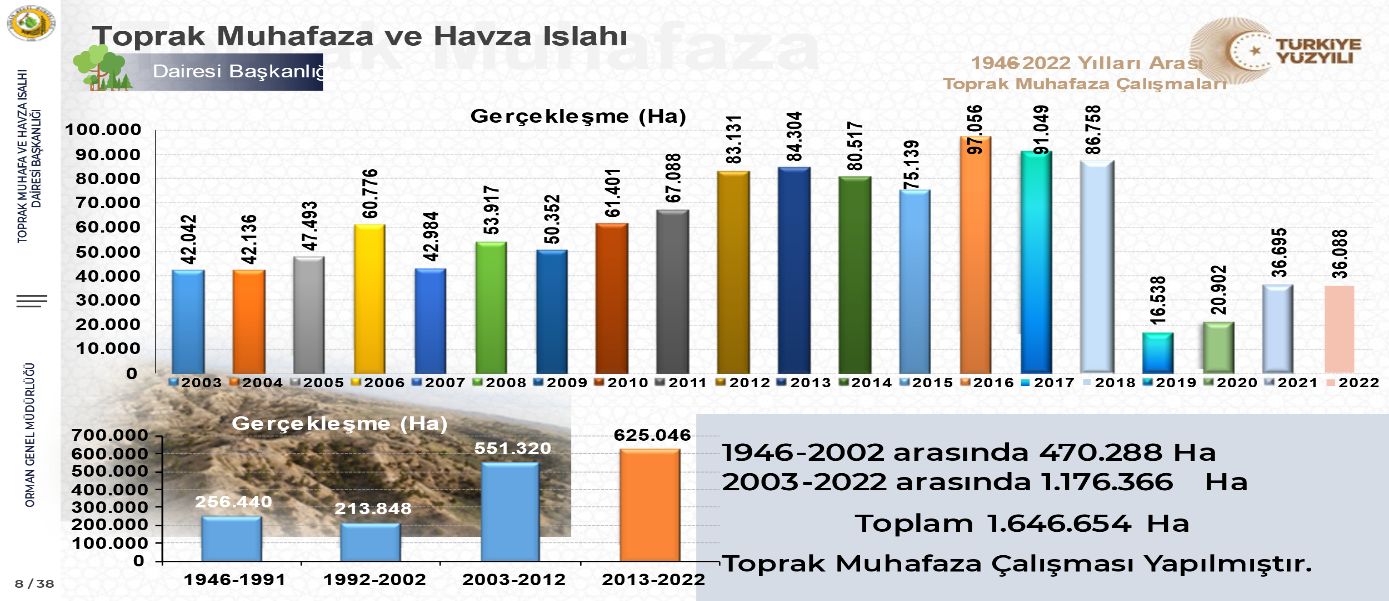 Toprak Muhafaza ve Havza Islahı
Dairesi Başkanlığ
1946-2022 Yılları Arası
Toprak Muhafaza Çalışmaları
TÜRKİYE
YÜZYILI
TOPRAK MUHAFA VE HAVZA ISALHI
DAİRESİ BAŞKANLIĞI
ORMAN GENEL MÜDÜRLÜĞÜ
8 / 38
Gerçekleşme (Ha)
100.000
90.000
80.000
70.000
60.000
50.000
40.000
30.000
20.000
10.000
0
42.042 42.136 47.493 60.776 42.984 53.917 50.352 61.401 67.088 83.131 84.304 80.517 75.139 97.056 91.049 86.758 16.538 20.902 36.695 36.088
2003 2004 2005 2006 2007 2008 2009 2010 2011 2012 2013 2014 2015 2016 2017 2018 2019 2020 2021 2022
Gerçekleşme (Ha)
700.000
600.000
500.000
400.000
300.000
200.000
100.000
0
256.440 213.848 551.320 625.046
1946-1991 1992-2002 2003-2012 2013-2022
1946-2002 arasında 470.288 Ha
2003-2022 arasında 1.176.366 Ha
Toplam 1.646.654 Ha
Toprak Muhafaza Çalışması Yapılmıştır.